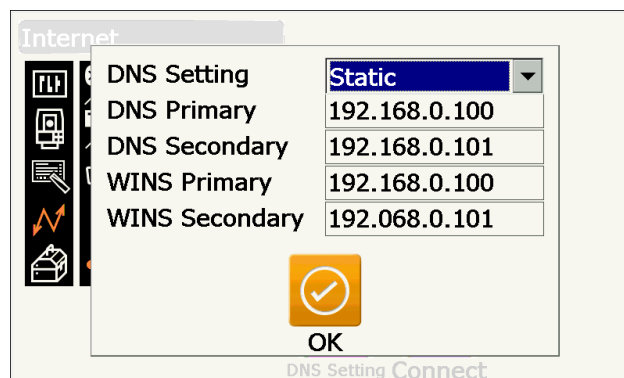 Internet
DNS Setting Static
DNS Primary 192.168.0.100
DNS Secondary 192.168.0.101
WINS Primary 192.168.0.100
WINS Secondary 192.068.0.101
OK
DNS Setting Connect